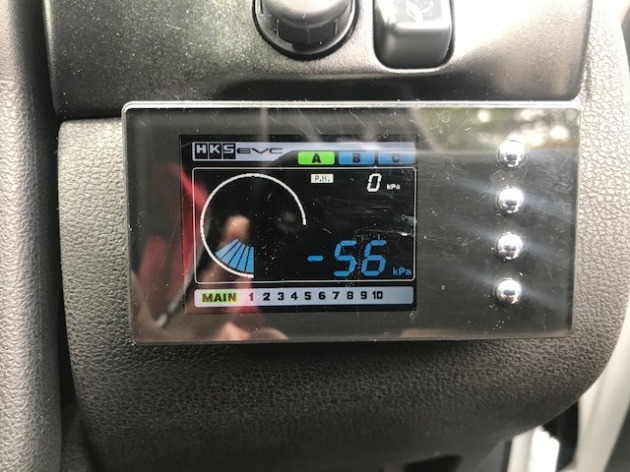 HKS EVC A B C
P.H. 0 kPa
-56 kPa
MAIN 1 2 3 4 5 6 7 8 9 10